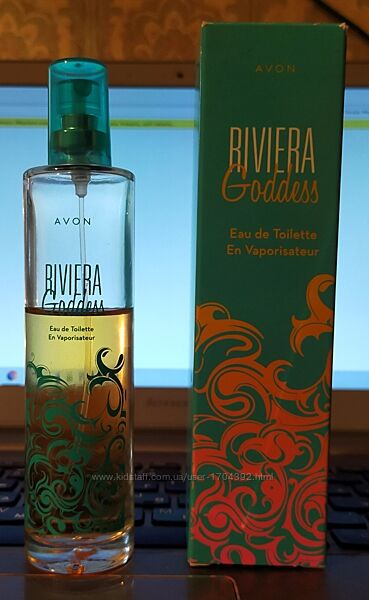 AVON
RIVIERA
Goddess
Eau de Toilette
En Vaporisateur
AVON
RIVIERA
Goddess
Eau de Toilette
En Vaporisateur
www.kidstaff.com.ua/user-1704392.html